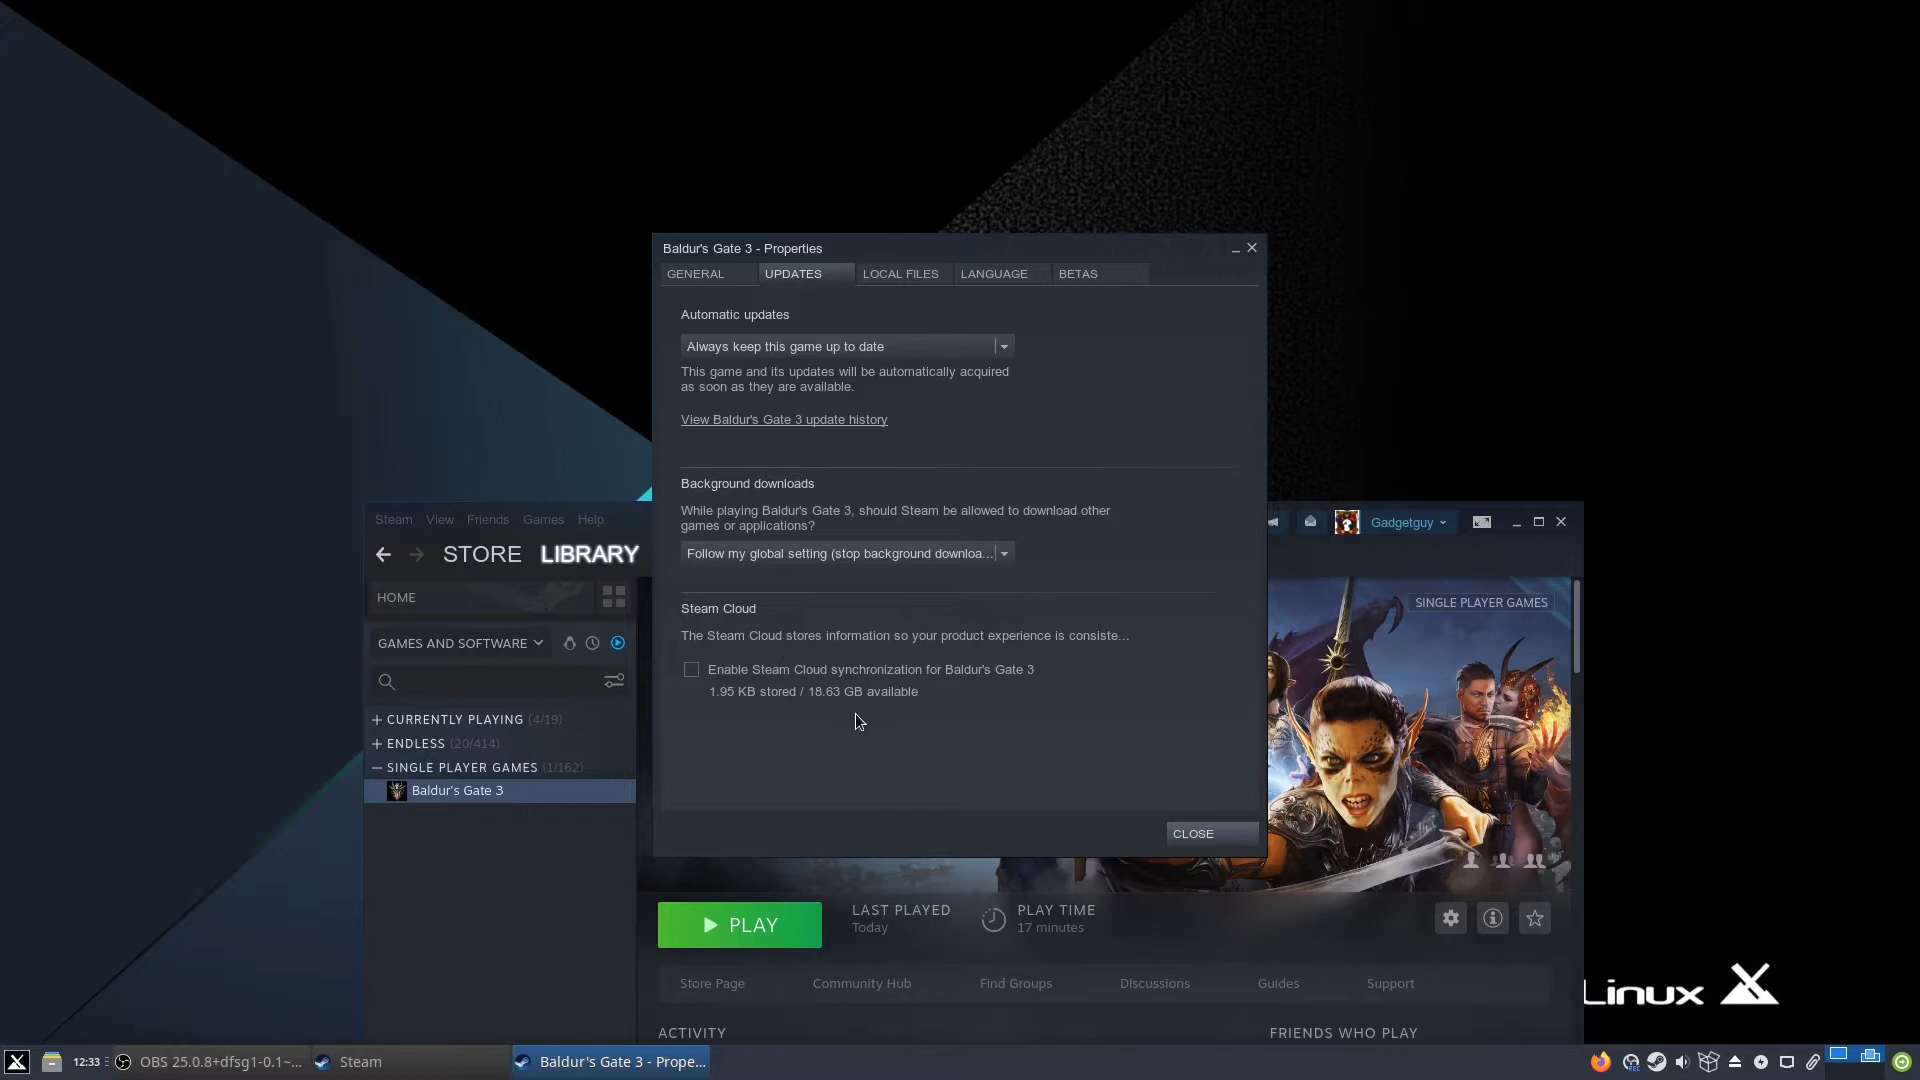 Baldur's Gate 3 - Properties
GENERAL
UPDATES
LOCAL FILES
LANGUAGE
BETAS
Automatic updates
Always keep this game up to date
This game and its updates will be automatically acquired
as soon as they are available.
View Baldur's Gate 3 update history
Background downloads
While playing Baldur's Gate 3, should Steam be allowed to download other
games or applications?
Follow my global setting (stop background downloa...
Steam Cloud
The Steam Cloud stores information so your product experience is consiste...
Enable Steam Cloud synchronization for Baldur's Gate 3
1.95 KB stored / 18.63 GB available
CLOSE
Steam View Friends Games Help
Gadgetguy
STORE LIBRARY
HOME
GAMES AND SOFTWARE
CURRENTLY PLAYING (4/19)
ENDLESS (20/414)
SINGLE PLAYER GAMES (1/162)
Baldur's Gate 3
SINGLE PLAYER GAMES
PLAY
LAST PLAYED
Today
PLAY TIME
17 minutes
Store Page
Community Hub
Find Groups
Discussions
Guides
Support
ACTIVITY
FRIENDS WHO PLAY
Linux
12:33
OBS 25.0.8+dfsg1-0.1~...
Steam
Baldur's Gate 3 - Prope...
REC